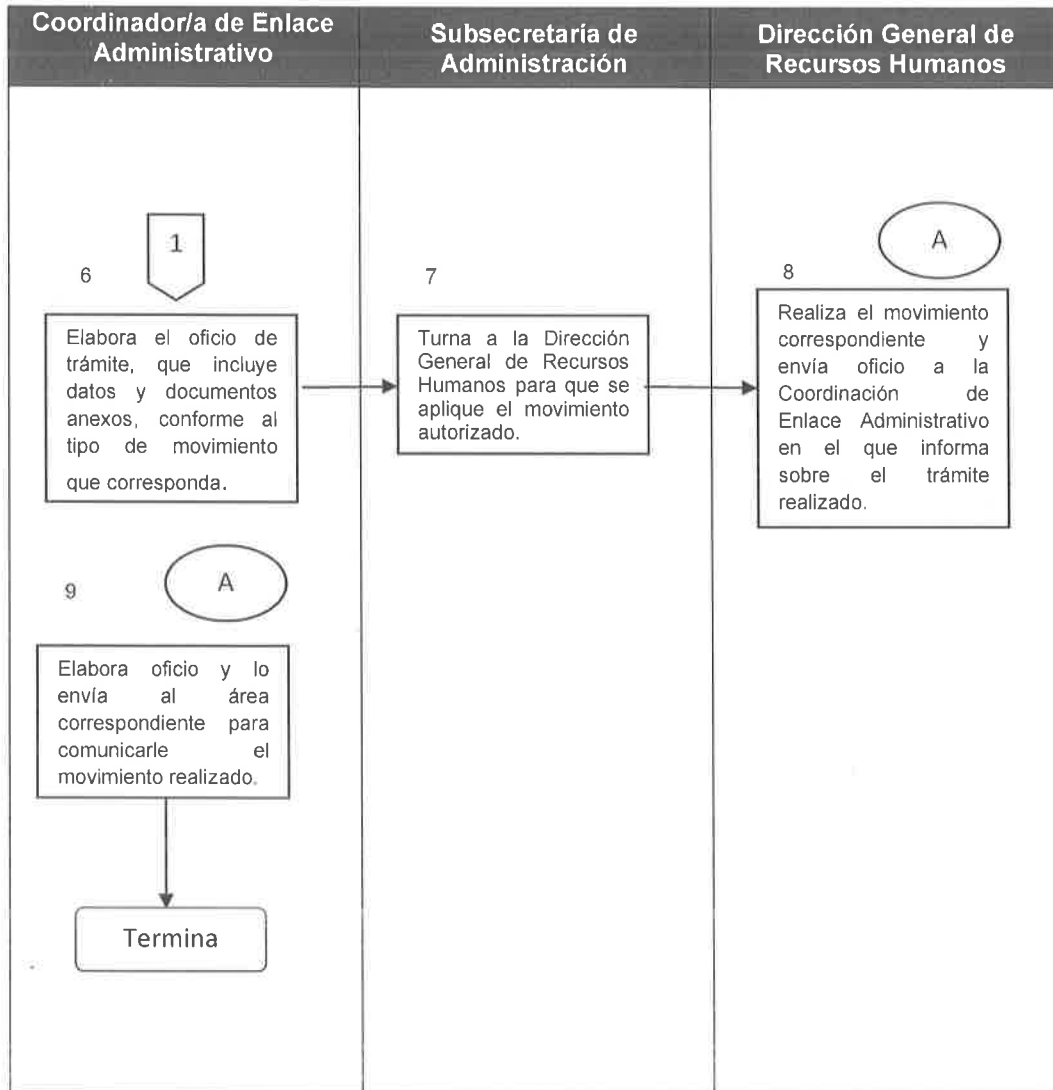 Coordinador/a de Enlace
Administrativo
Subsecretaría de
Administración
Dirección General de
Recursos Humanos
1
6
Elabora el oficio de
trámite, que incluye
datos y documentos
anexos, conforme al
tipo de movimiento
que corresponda.
7
Turna a la Dirección
General de Recursos
Humanos para que se
aplique el movimiento
autorizado.
A
8
Realiza el movimiento
correspondiente y
envía oficio a la
Coordinación de
Enlace Administrativo
en el que informa
sobre el trámite
realizado.
9
A
Elabora oficio y lo
envía al área
correspondiente para
comunicarle el
movimiento realizado.
Termina